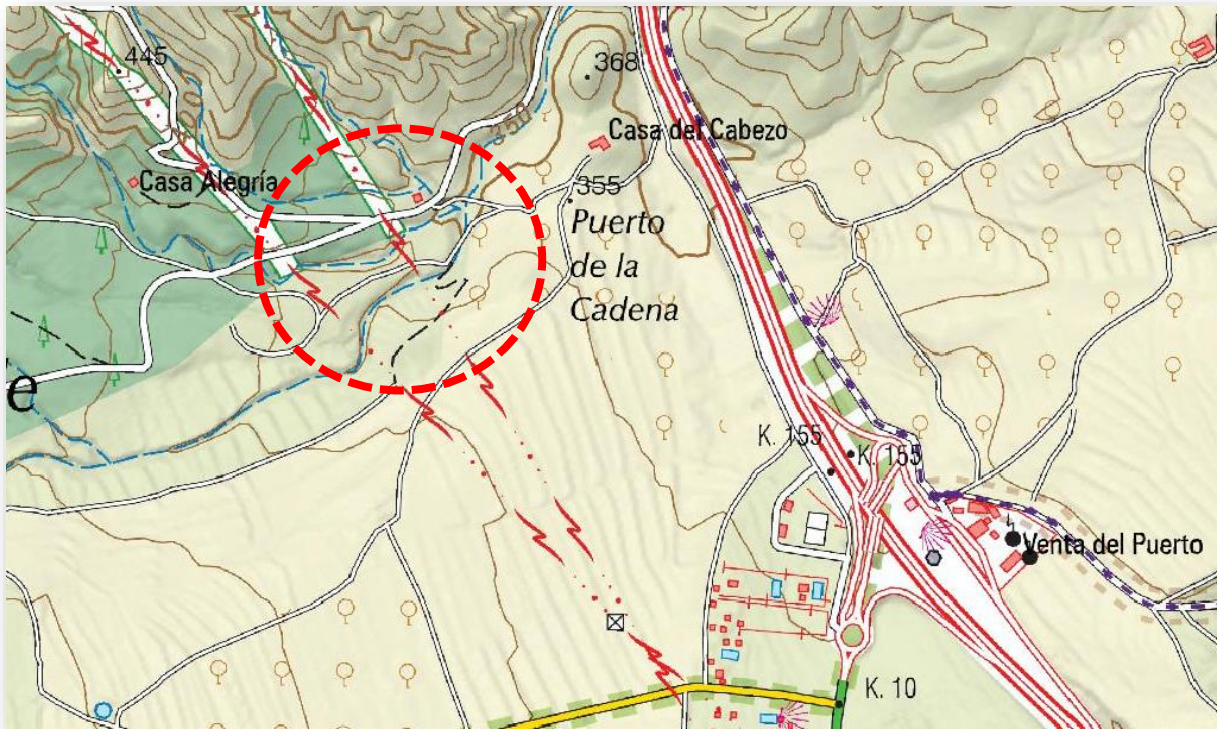 445
368
350
Casa del Cabezo
Casa Alegría
355
Puerto
de la
Cadena
e
K. 155
K. 155
Venta del Puerto
K. 10